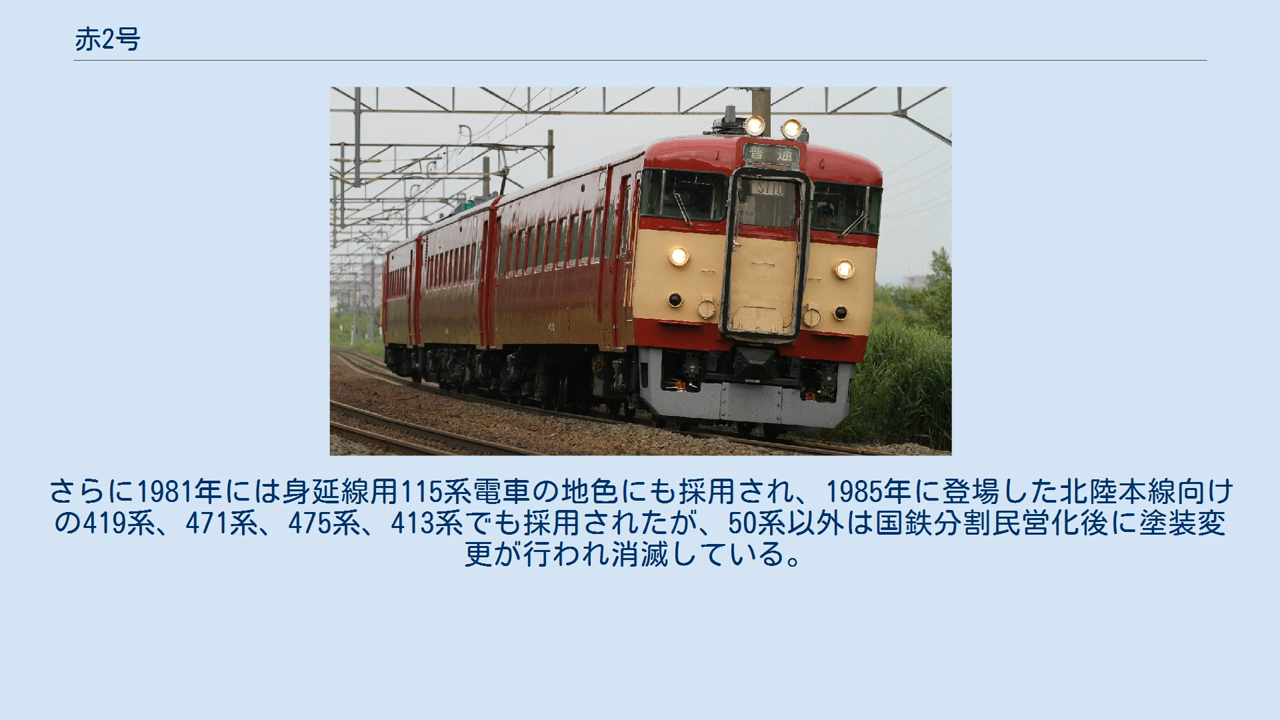 赤2号
普通
S110
さらに1981年には身延線用115系電車の地色にも採用され、1985年に登場した北陸本線向け
の419系、471系、475系、413系でも採用されたが、50系以外は国鉄分割民営化後に塗装変
更が行われ消滅している。